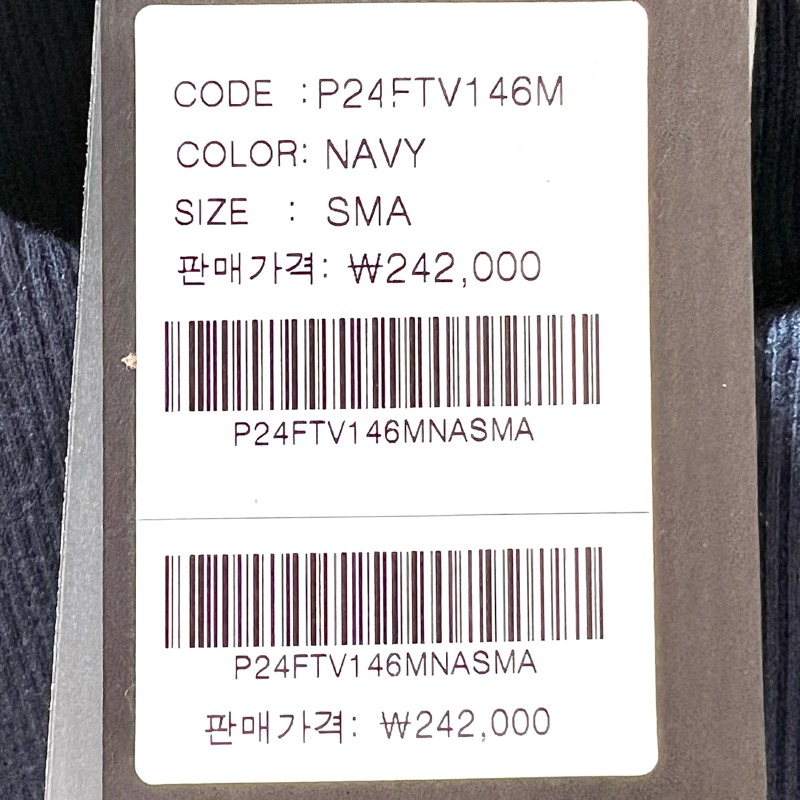 CODE : P24FTV146M
COLOR: NAVY
SIZE : SMA
판매가격: ₩242,000
P24FTV146MNASMA
P24FTV146MNASMA
판매가격: ₩242,000